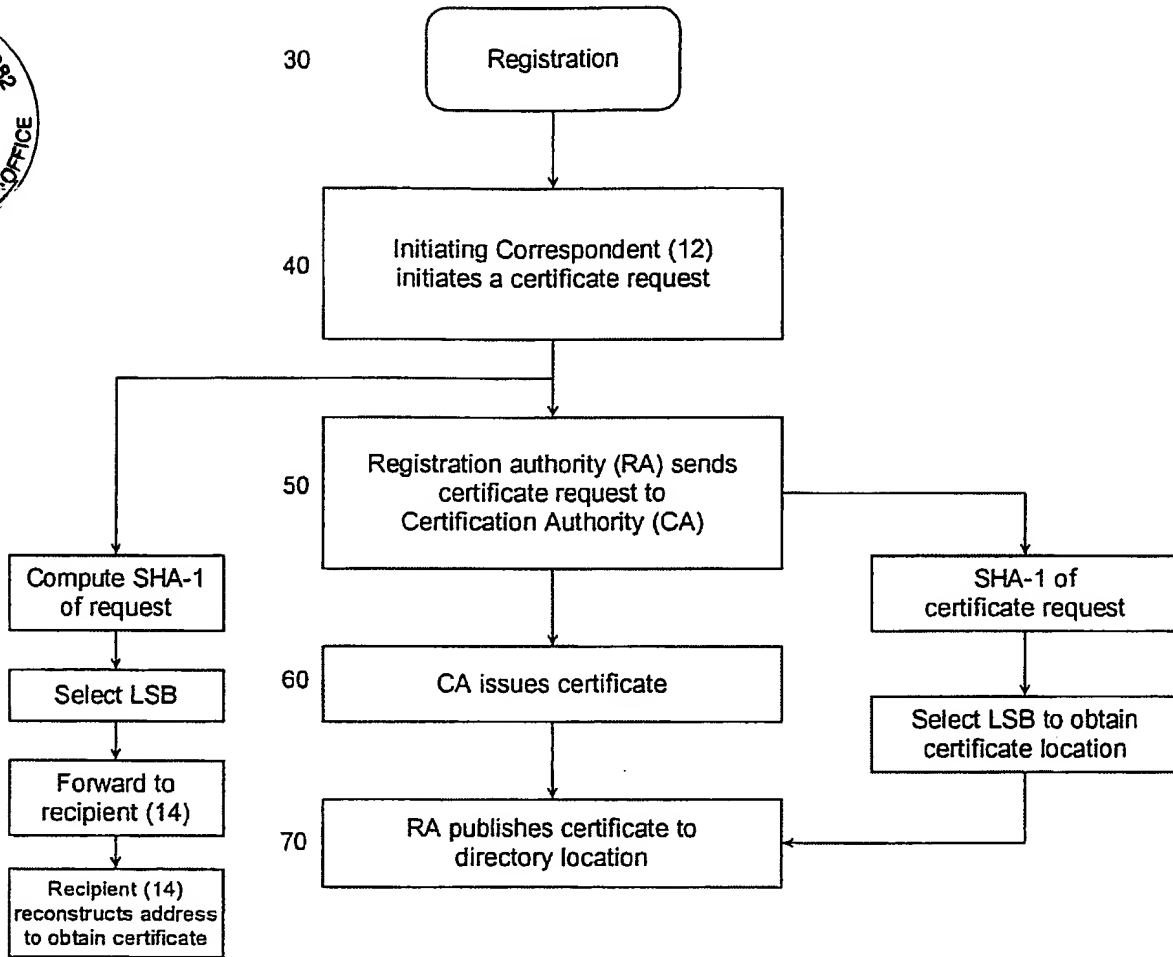 OFFICE
30
Registration
40
Initiating Correspondent (12)
initiates a certificate request
50
Registration authority (RA) sends
certificate request to
Certification Authority (CA)
Compute SHA-1
of request
SHA-1 of
certificate request
60
Select LSB
CA issues certificate
Select LSB to obtain
certificate location
Forward to
recipient (14)
70
RA publishes certificate to
directory location
Recipient (14)
reconstructs address
to obtain certificate